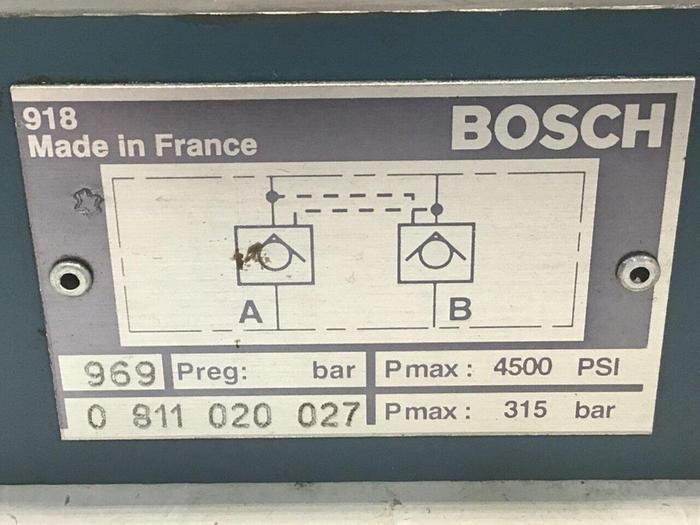 918
Made in France
BOSCH
A B
969 Preg: bar Pmax: 4500 PSI
0 811 020 027 Pmax: 315 bar